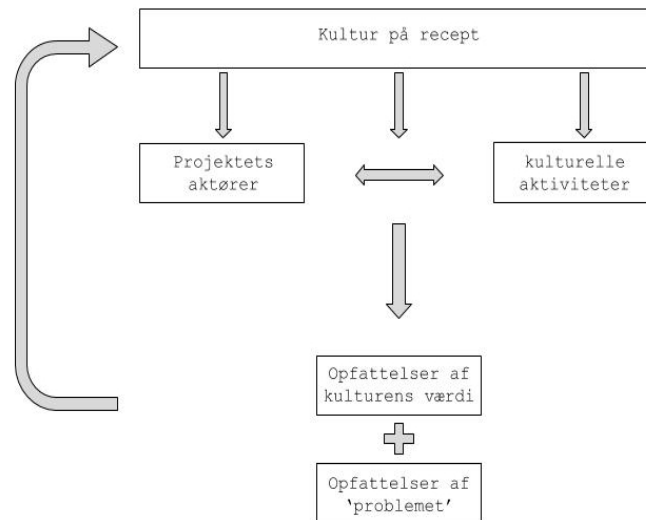 Kultur på recept
Projektets
aktører
kulturelle
aktiviteter
Opfattelser af
kulturens værdi
Opfattelser af
‘problemet’